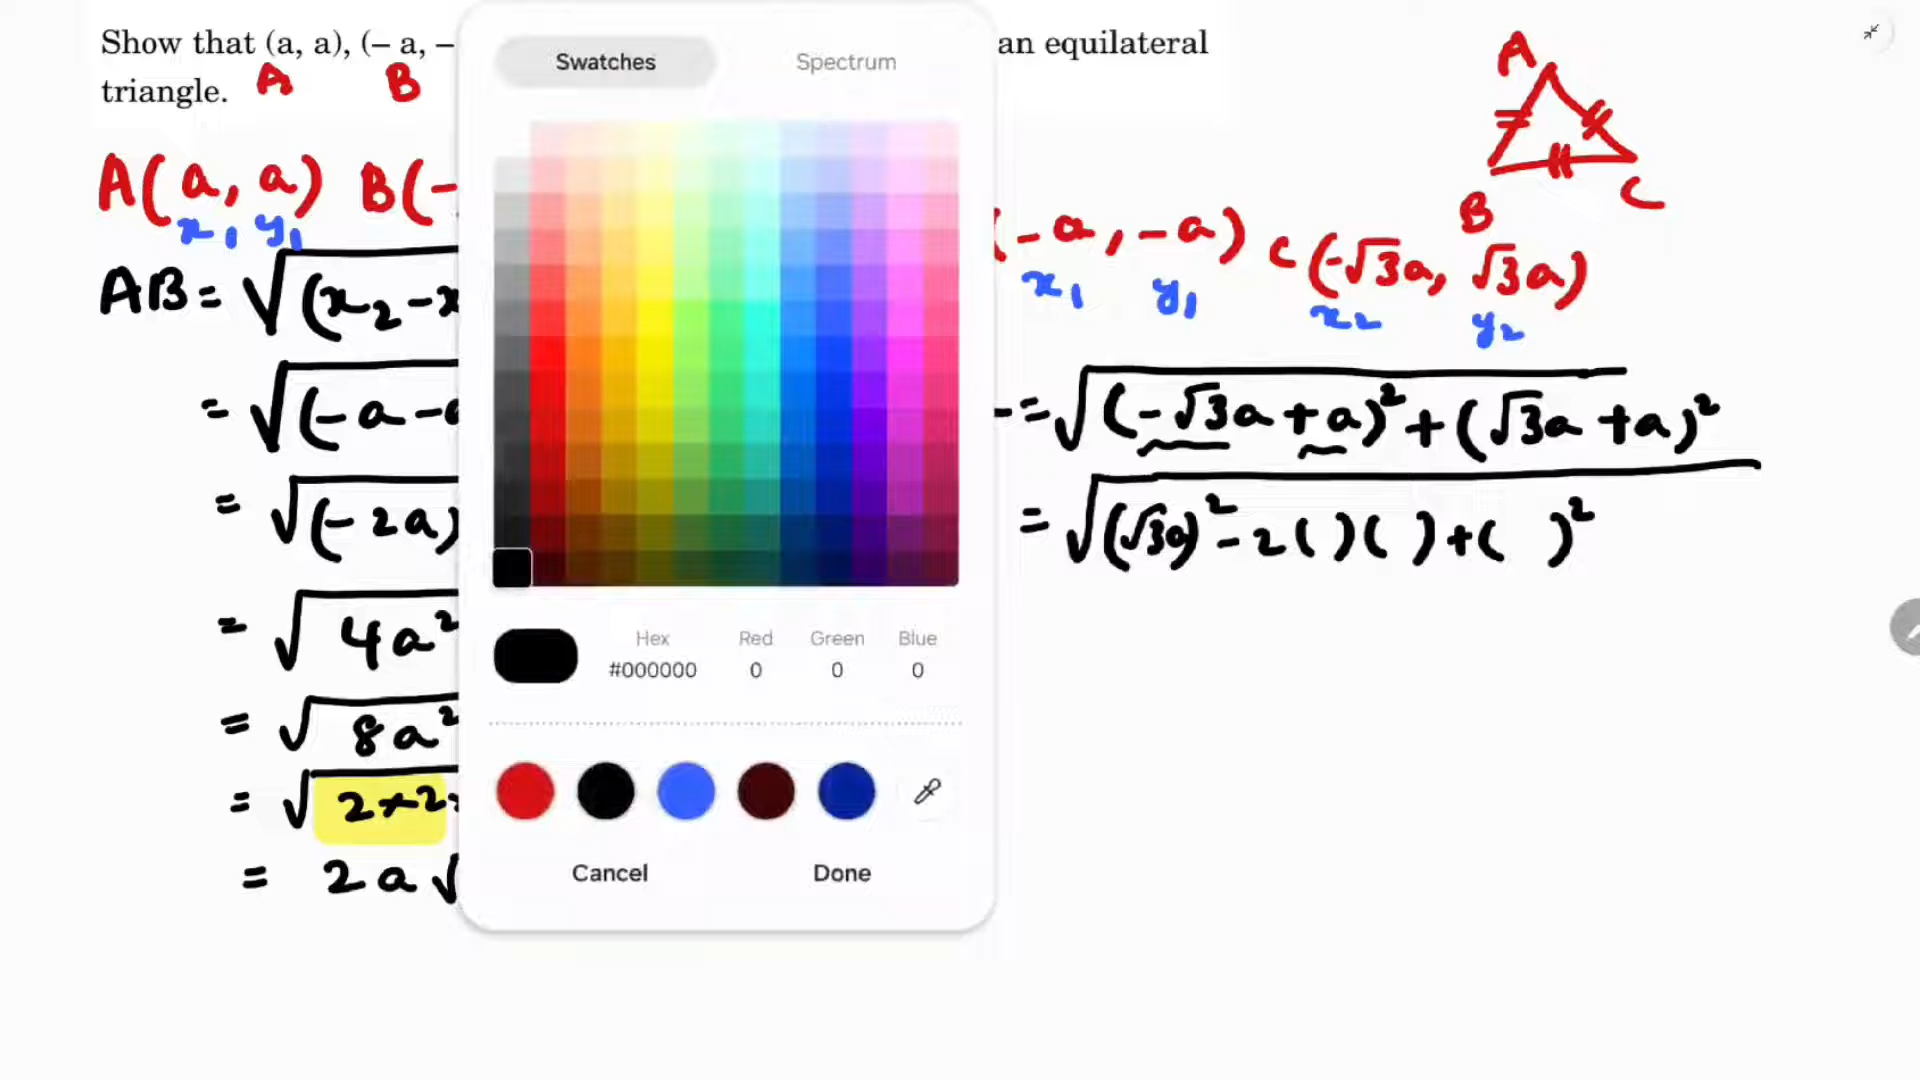 Show that (a, a), (– a, – an equilateral
triangle.
A B
A
B
C
A(a, a) B(-
x₁ y₁
AB = √(x₂-x
= √(-a-a
= √(-2a)
= √4a²
= √8a²
= √2×2×
= 2a√
Swatches Spectrum
Hex Red Green Blue
#000000 0 0 0
Cancel Done
(-a, -a) C(-√3a, √3a)
x₁ y₁ x₂ y₂
= √(-√3a+a)²+(√3a+a)²
= √(√3a)²-2( )( )+( )²